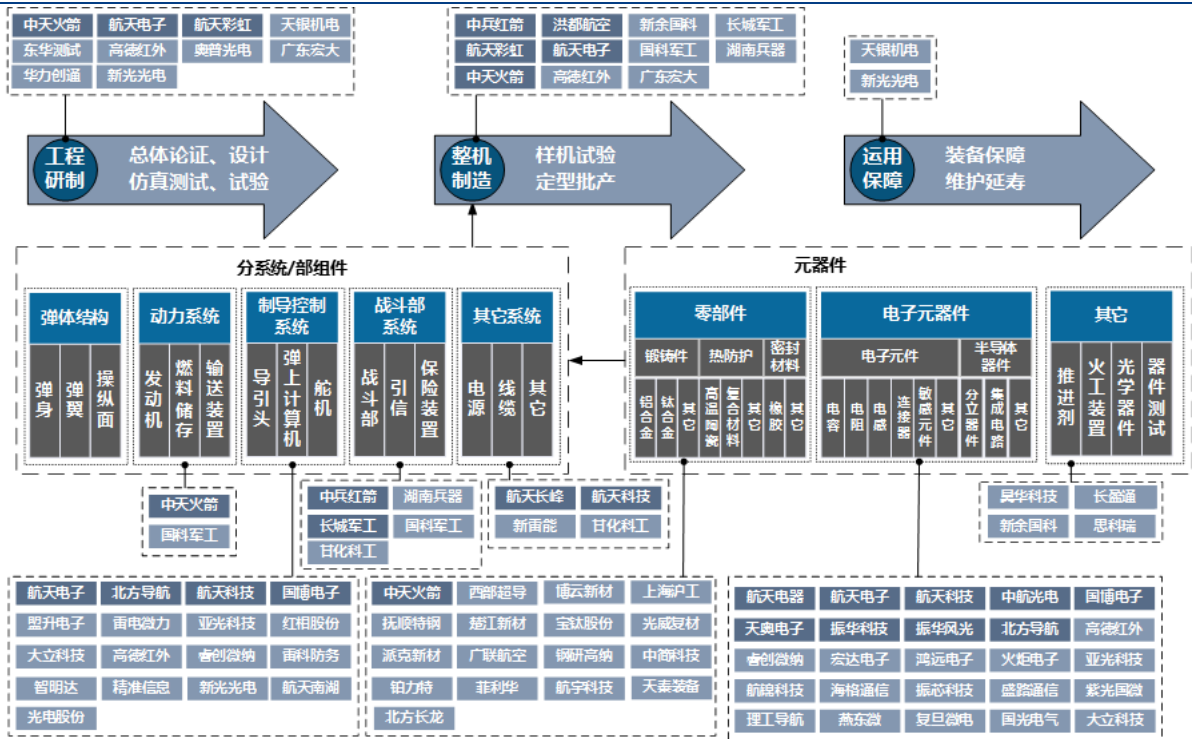 中天火箭 航天电子 航天彩虹 天银机电
东华测试 高德红外 奥普光电 广东宏大
华力创通 新光光电
中兵红箭 洪都航空 新余国科 长城军工
航天彩虹 航天电子 国科军工 湖南兵器
中天火箭 高德红外 广东宏大
天银机电
新光光电
工程研制
总体论证、设计
仿真测试、试验
整机制造
样机试验
定型批产
运用保障
装备保障
维护延寿
分系统/部组件
弹体结构
弹身 弹翼 操纵面
动力系统
发动机 燃料储存 输送装置
制导控制系统
导引头 弹上计算机 舵机
战斗部系统
战斗部 引信 保险装置
其它系统
电源 线缆 其它
元器件
零部件
锻铸件 热防护 密封材料
铝合金 钛合金 其它 高温陶瓷 复合材料 橡胶 其它
电子元器件
电子元件 半导体器件
电容 电阻 电感 连接器 敏感元件 其它 分立器件 集成电路 其它
其它
推进剂 火工装置 光学器件 器件测试
中天火箭
国科军工
中兵红箭 湖南兵器
长城军工 国科军工
甘化科工
航天长峰 航天科技
新雷能 甘化科工
昊华科技 长盈通
新余国科 思科瑞
航天电子 北方导航 航天科技 国博电子
盟升电子 雷电微力 亚光科技 红相股份
大立科技 高德红外 睿创微纳 雷科防务
智明达 精准信息 新光光电 航天南湖
光电股份
中天火箭 西部超导 博云新材 上海沪工
抚顺特钢 楚江新材 宝钛股份 光威复材
派克新材 广联航空 钢研高纳 中简科技
铂力特 菲利华 航宇科技 天秦装备
北方长龙
航天电器 航天电子 航天科技 中航光电 国博电子
天奥电子 振华科技 振华风光 北方导航 高德红外
睿创微纳 宏达电子 鸿远电子 火炬电子 亚光科技
航锦科技 海格通信 振芯科技 盛路通信 紫光国微
理工导航 燕东微 复旦微电 国光电气 大立科技